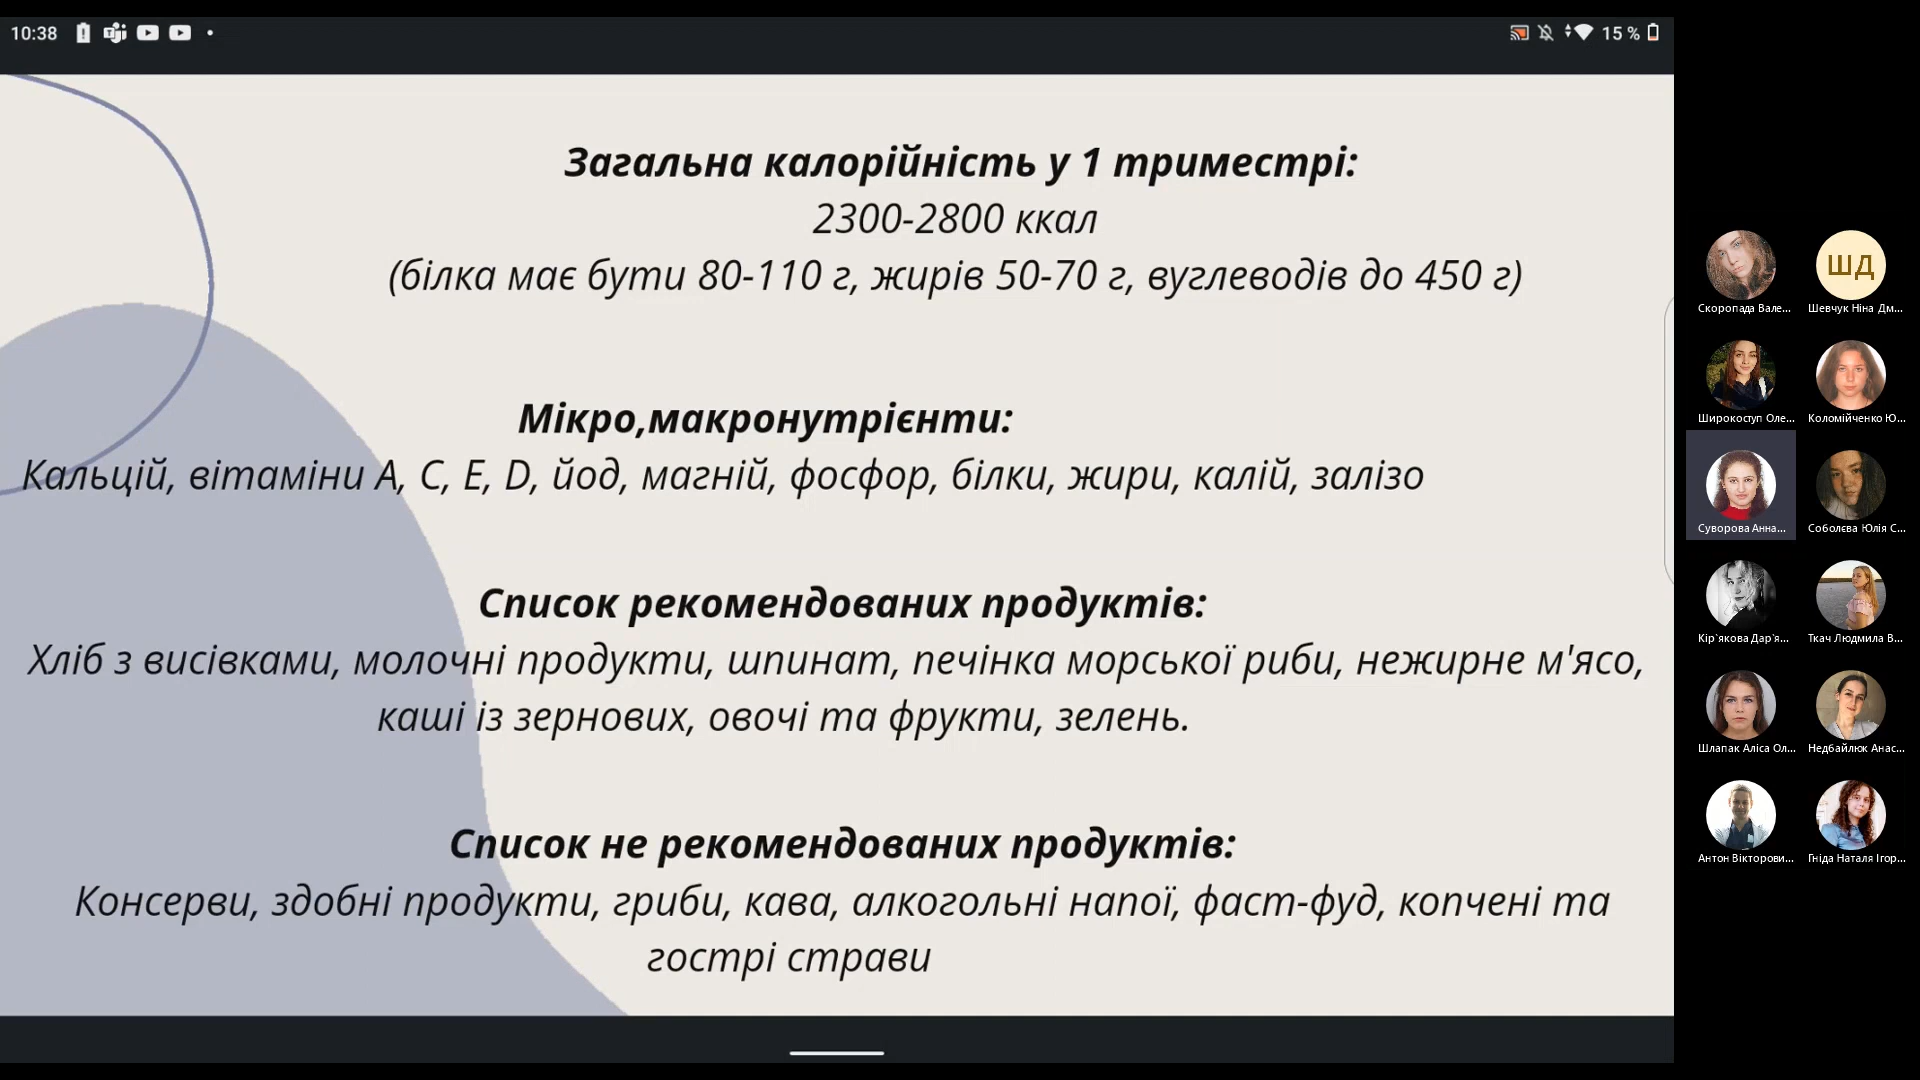 10:38
15 %
Загальна калорійність у 1 триместрі:
2300-2800 ккал
(білка має бути 80-110 г, жирів 50-70 г, вуглеводів до 450 г)
Мікро,макронутрієнти:
Кальцій, вітаміни А, С, Е, D, йод, магній, фосфор, білки, жири, калій, залізо
Список рекомендованих продуктів:
Хліб з висівками, молочні продукти, шпинат, печінка морської риби, нежирне м'ясо,
каші із зернових, овочі та фрукти, зелень.
Список не рекомендованих продуктів:
Консерви, здобні продукти, гриби, кава, алкогольні напої, фаст-фуд, копчені та
гострі страви
ШД
Скоропада Вале...
Шевчук Ніна Дм...
Широкоступ Оле...
Коломійченко Ю...
Суворова Анна...
Соболєва Юлія С...
Кір`якова Дар'я...
Ткач Людмила В...
Шлапак Аліса Ол...
Недбайлюк Анас...
Антон Вікторови...
Гніда Наталя Ігор...